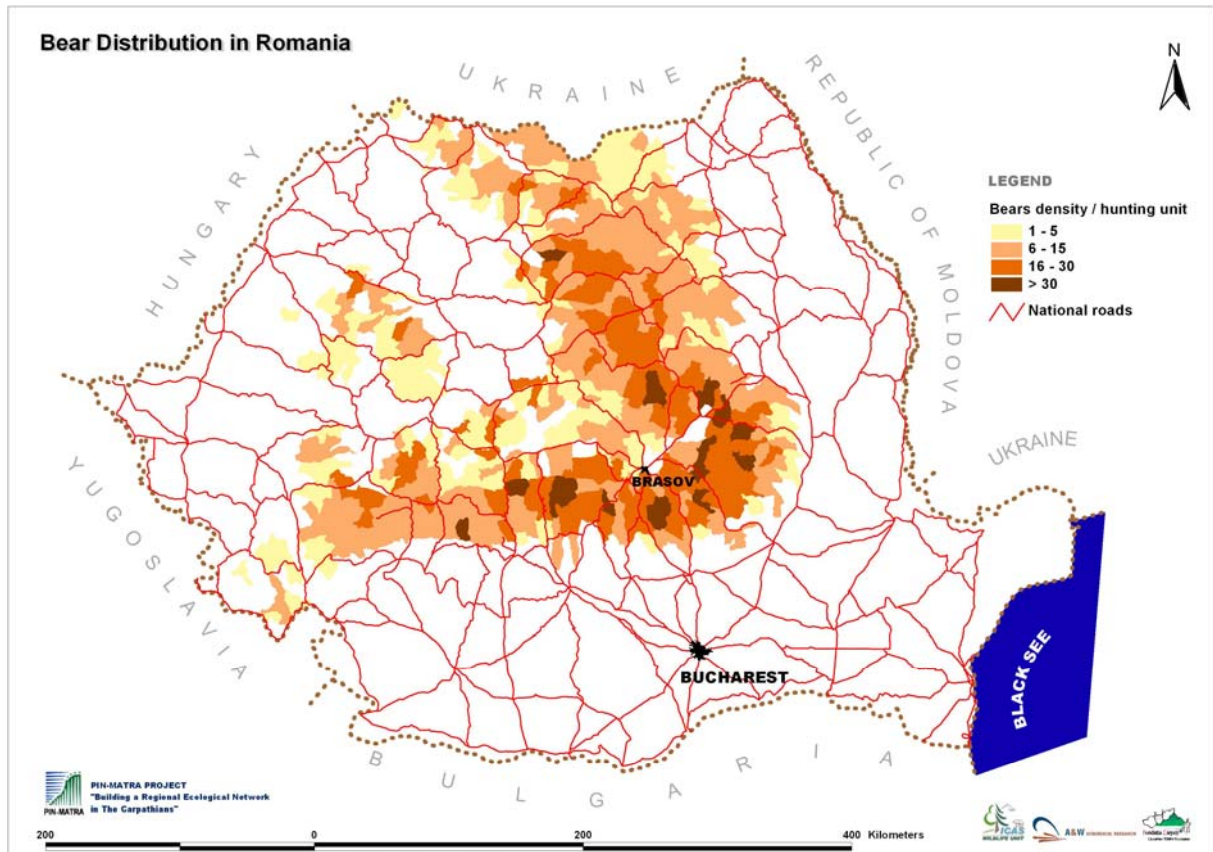 Bear Distribution in Romania
UKRAINE
REPUBLIC OF MOLDOVA
N
HUNGARY
LEGEND
Bears density / hunting unit
1 - 5
6 - 15
16 - 30
> 30
National roads
UKRAINE
YUGOSLAVIA
BRASOV
BUCHAREST
BLACK SEE
BULGARIA
PIN-MATRA
PIN-MATRA PROJECT
"Building a Regional Ecological Network
in The Carpathians"
ICAS
WILDLIFE UNIT
A&W
200
0
200
400
Kilometers